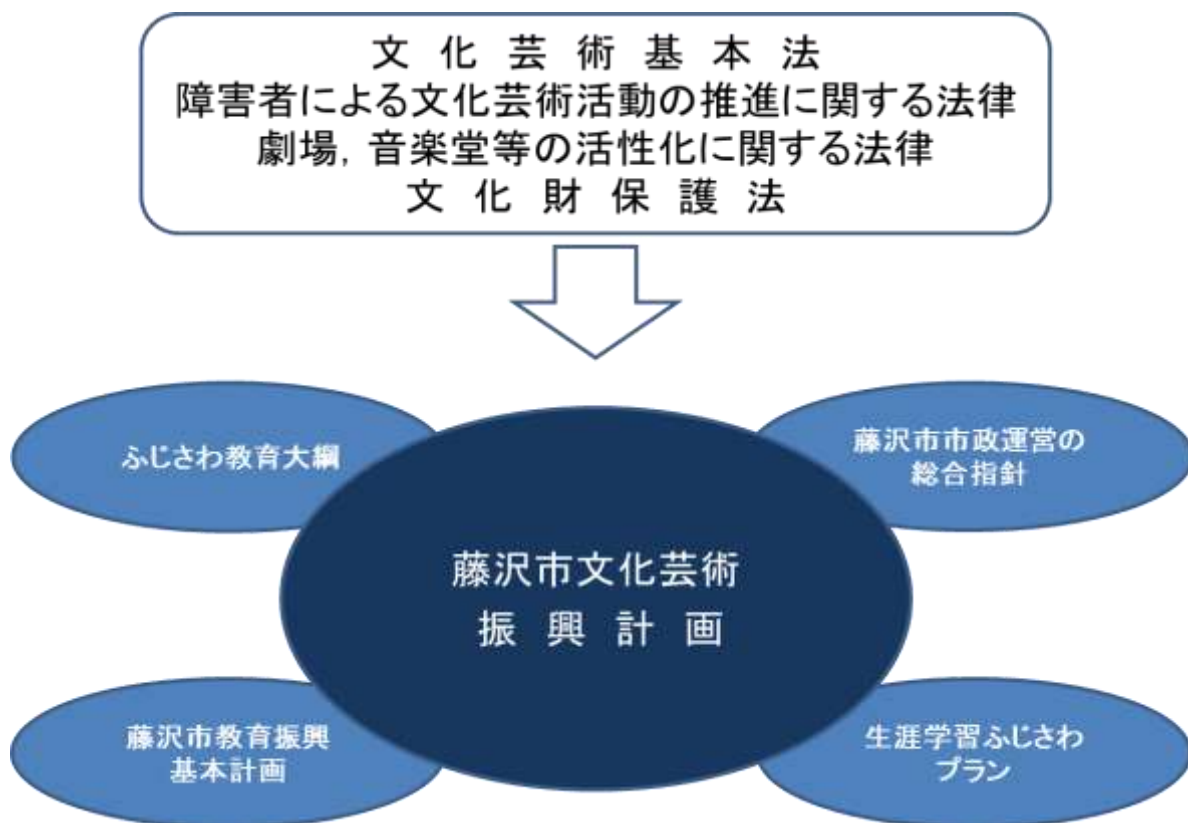 文化芸術基本法
障害者による文化芸術活動の推進に関する法律
劇場，音楽堂等の活性化に関する法律
文化財保護法
ふじさわ教育大綱
藤沢市市政運営の
総合指針
藤沢市文化芸術
振興計画
藤沢市教育振興
基本計画
生涯学習ふじさわ
プラン